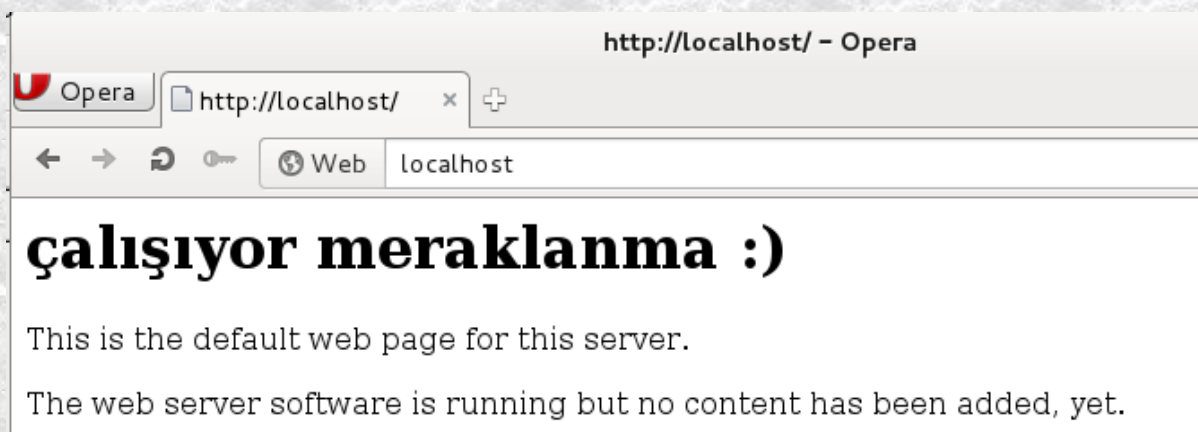 http://localhost/ - Opera
Opera
http://localhost/
Web
localhost
çalışıyor meraklanma :)
This is the default web page for this server.
The web server software is running but no content has been added, yet.